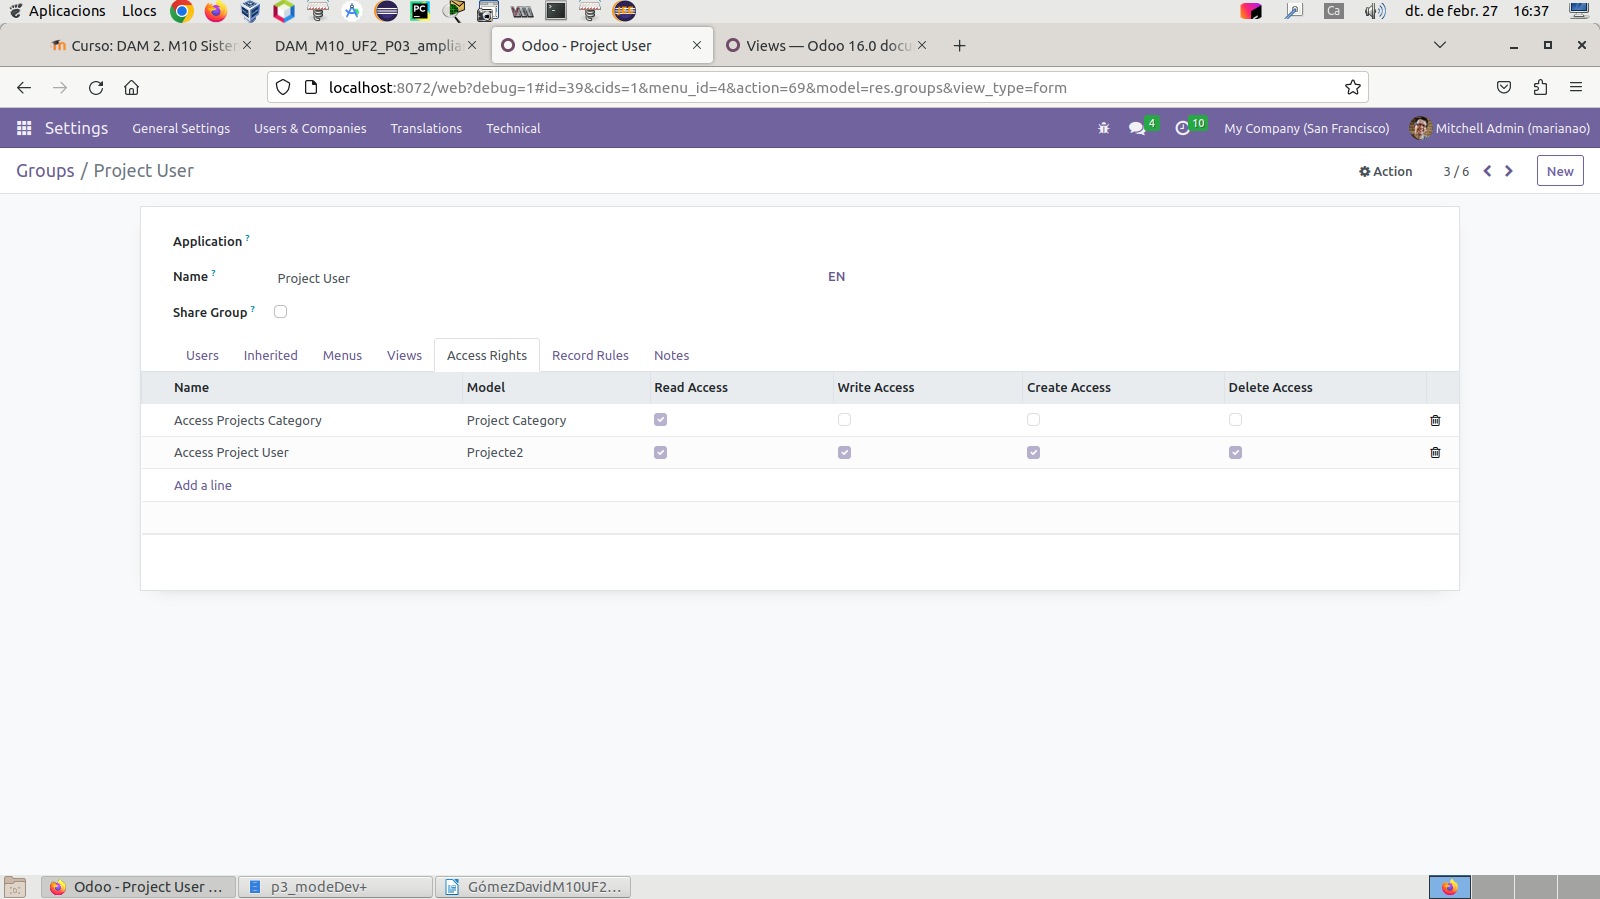 Aplicacions Llocs Ca dt. de febr. 27 16:37
Curso: DAM 2. M10 Sister DAM_M10_UF2_P03_amplia Odoo - Project User Views — Odoo 16.0 docu
localhost:8072/web?debug=1#id=39&cids=1&menu_id=4&action=69&model=res.groups&view_type=form
Settings General Settings Users & Companies Translations Technical 4 10 My Company (San Francisco) Mitchell Admin (marianao)
Groups / Project User Action 3 / 6 New
Application ?
Name ? Project User EN
Share Group ?
Users Inherited Menus Views Access Rights Record Rules Notes
Name Model Read Access Write Access Create Access Delete Access
Access Projects Category Project Category
Access Project User Projecte2
Add a line
Odoo - Project User ... p3_modeDev+ GómezDavidM10UF2...